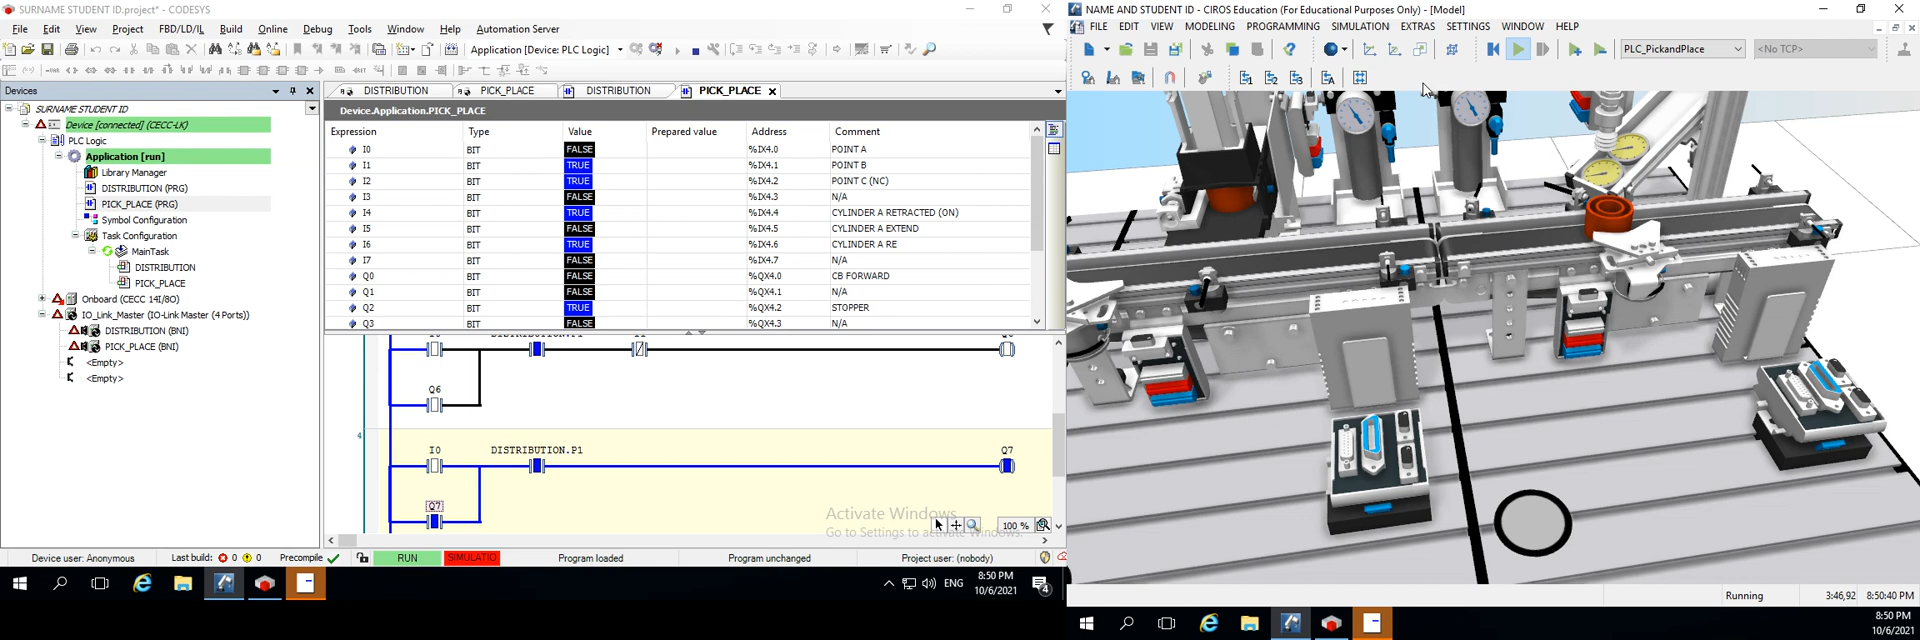 SURNAME STUDENT ID.project* - CODESYS
File Edit View Project FBD/LD/IL Build Online Debug Tools Window Help Automation Server
Application [Device: PLC Logic]
Devices
SURNAME STUDENT ID
Device [connected] (CECC-LK)
PLC Logic
Application [run]
Library Manager
DISTRIBUTION (PRG)
PICK_PLACE (PRG)
Symbol Configuration
Task Configuration
MainTask
DISTRIBUTION
PICK_PLACE
Onboard (CECC 14I/8O)
IO_Link_Master (IO-Link Master (4 Ports))
DISTRIBUTION (BNI)
PICK_PLACE (BNI)
<Empty>
<Empty>
DISTRIBUTION PICK_PLACE DISTRIBUTION PICK_PLACE
Device.Application.PICK_PLACE
Expression Type Value Prepared value Address Comment
I0 BIT FALSE %IX4.0 POINT A
I1 BIT TRUE %IX4.1 POINT B
I2 BIT TRUE %IX4.2 POINT C (NC)
I3 BIT FALSE %IX4.3 N/A
I4 BIT TRUE %IX4.4 CYLINDER A RETRACTED (ON)
I5 BIT FALSE %IX4.5 CYLINDER A EXTEND
I6 BIT TRUE %IX4.6 CYLINDER A RE
I7 BIT FALSE %IX4.7 N/A
Q0 BIT FALSE %QX4.0 CB FORWARD
Q1 BIT FALSE %QX4.1 N/A
Q2 BIT TRUE %QX4.2 STOPPER
Q3 BIT FALSE %QX4.3 N/A
Q6
4
I0 DISTRIBUTION.P1 Q7
Q7
Activate Windows
Go to Settings to activate Windows.
100 %
Device user: Anonymous Last build: 0 0 Precompile RUN SIMULATIO Program loaded Program unchanged Project user: (nobody)
ENG 8:50 PM
10/6/2021
4
NAME AND STUDENT ID - CIROS Education (For Educational Purposes Only) - [Model]
FILE EDIT VIEW MODELING PROGRAMMING SIMULATION EXTRAS SETTINGS WINDOW HELP
PLC_PickandPlace <No TCP>
Running 3:46,92 8:50:40 PM
8:50 PM
10/6/2021